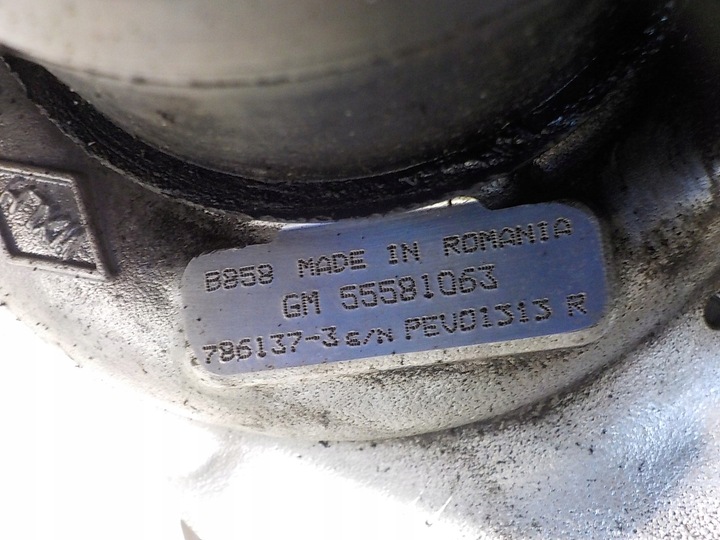 B858 MADE IN ROMANIA
GM 55581063
786137-3 S/N PEV01313 R